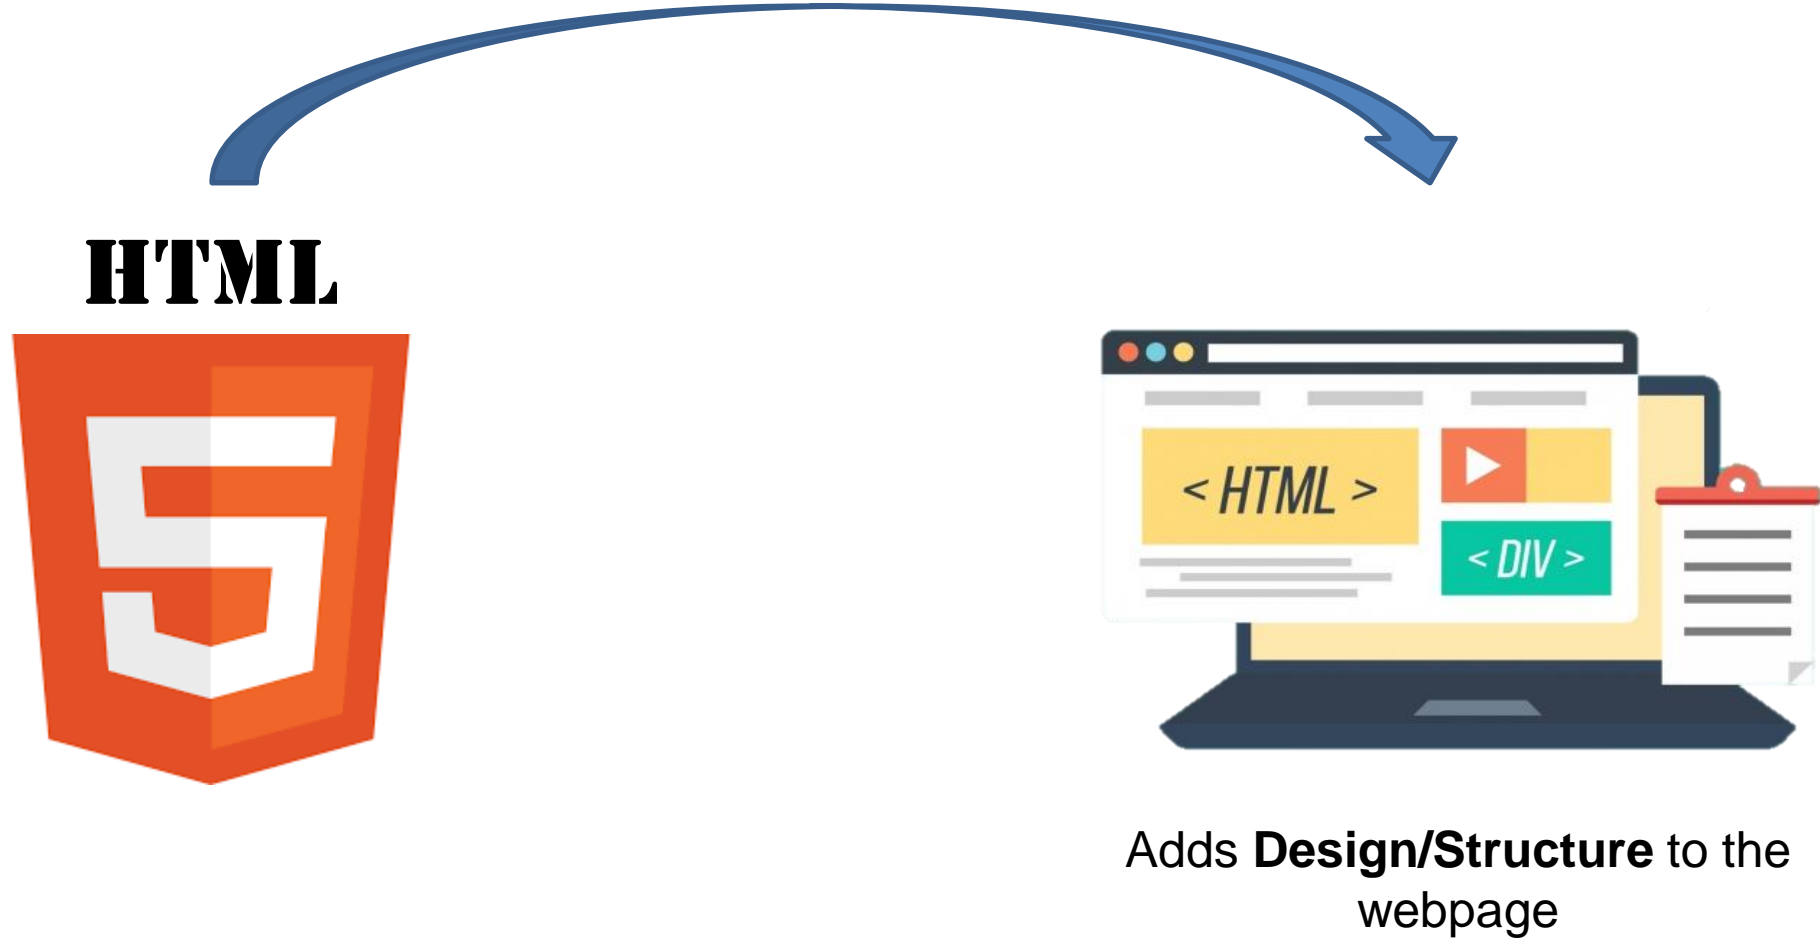 HTML
5
< HTML >
< DIV >
Adds Design/Structure to the
webpage